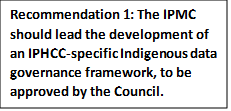 Recommendation 1: The IPMC
should lead the development of
an IPHCC-specific Indigenous data
governance framework, to be
approved by the Council.